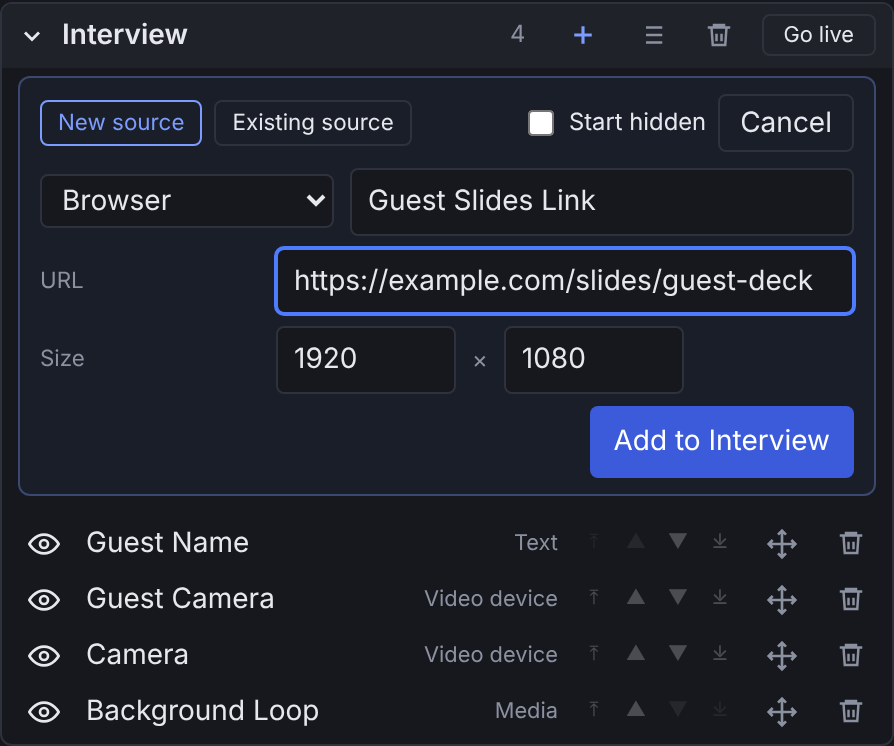 Interview 4 + Go live
New source Existing source Start hidden Cancel
Browser Guest Slides Link
URL https://example.com/slides/guest-deck
Size 1920 × 1080
Add to Interview
Guest Name Text
Guest Camera Video device
Camera Video device
Background Loop Media